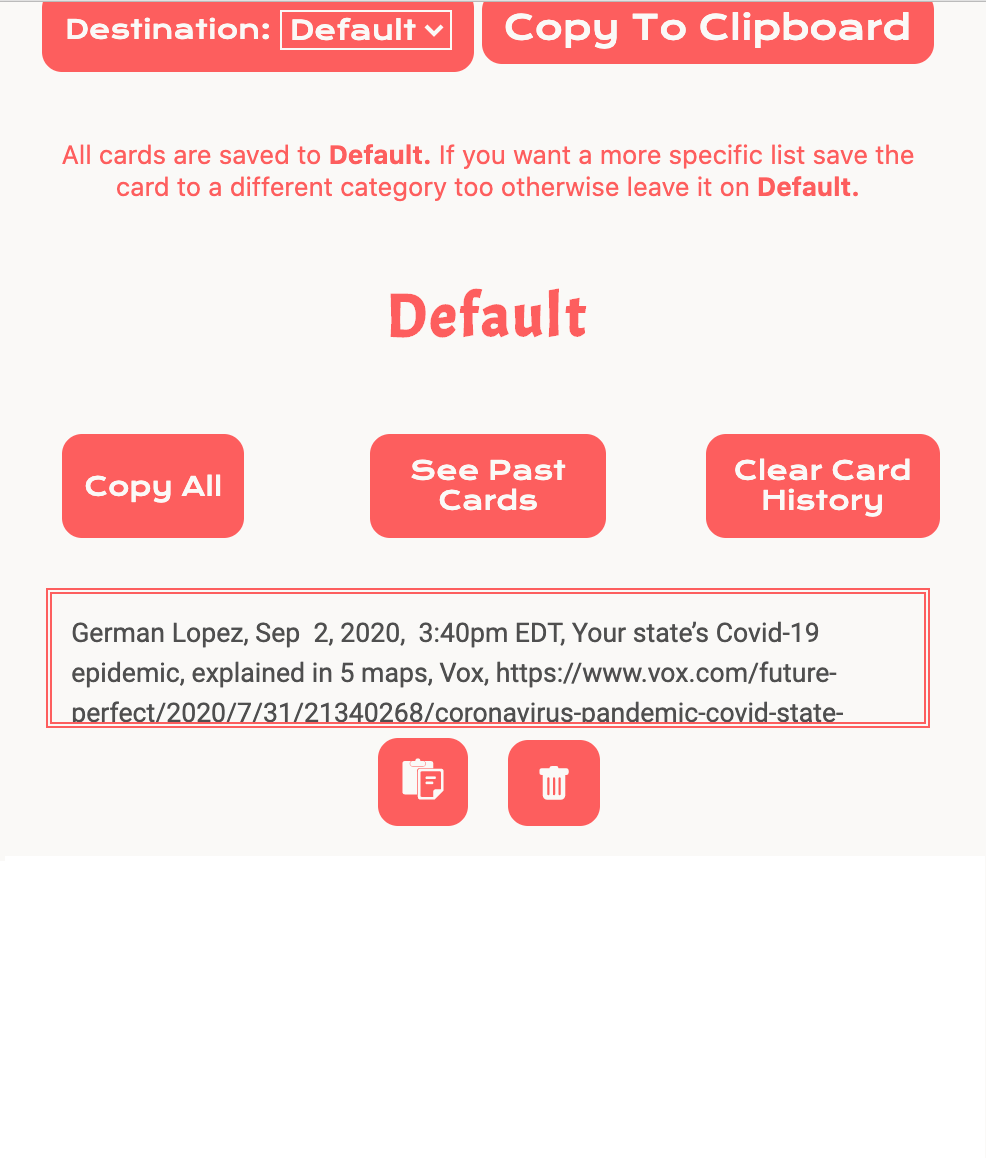 Destination: Default
Copy To Clipboard
All cards are saved to Default. If you want a more specific list save the
card to a different category too otherwise leave it on Default.
Default
Copy All
See Past
Cards
Clear Card
History
German Lopez, Sep  2, 2020,  3:40pm EDT, Your state’s Covid-19
epidemic, explained in 5 maps, Vox, https://www.vox.com/future-
perfect/2020/7/31/21340268/coronavirus-pandemic-covid-state-